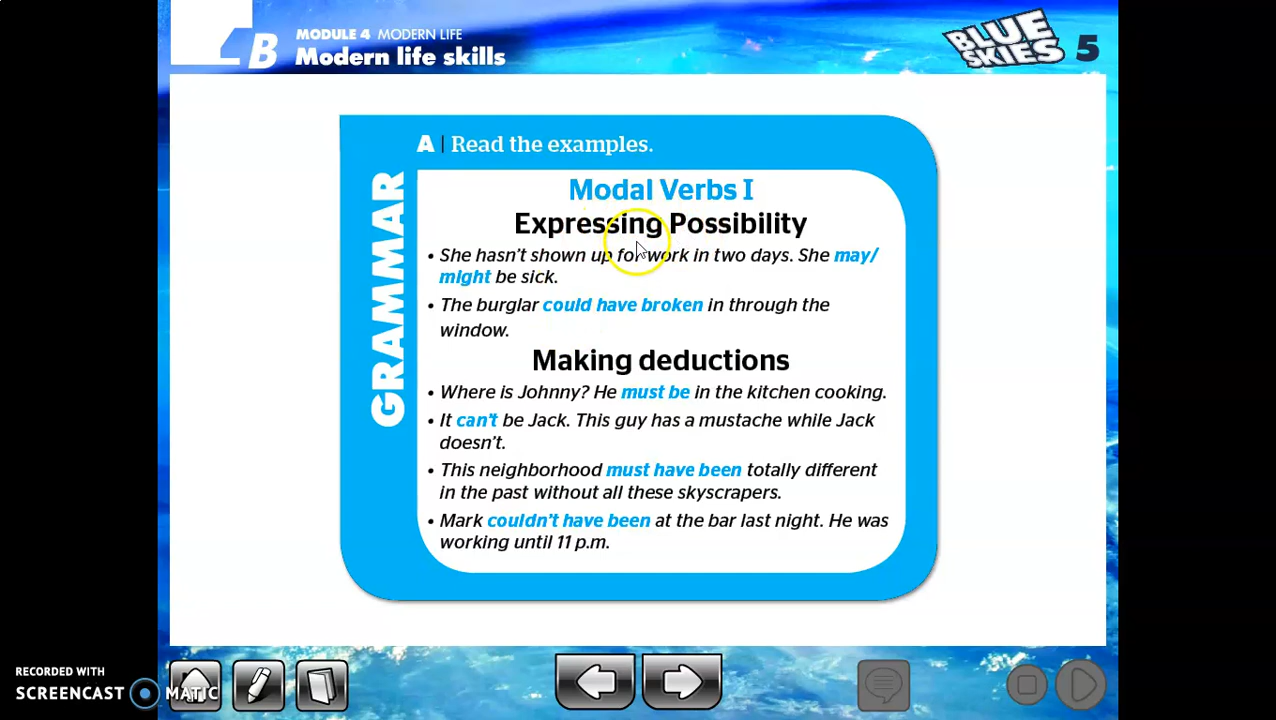 4B
MODULE 4 MODERN LIFE
Modern life skills
BLUE SKIES 5
GRAMMAR
A | Read the examples.
Modal Verbs I
Expressing Possibility
• She hasn't shown up for work in two days. She may/
might be sick.
• The burglar could have broken in through the
window.
Making deductions
• Where is Johnny? He must be in the kitchen cooking.
• It can't be Jack. This guy has a mustache while Jack
doesn't.
• This neighborhood must have been totally different
in the past without all these skyscrapers.
• Mark couldn't have been at the bar last night. He was
working until 11 p.m.
RECORDED WITH
SCREENCAST MATIC